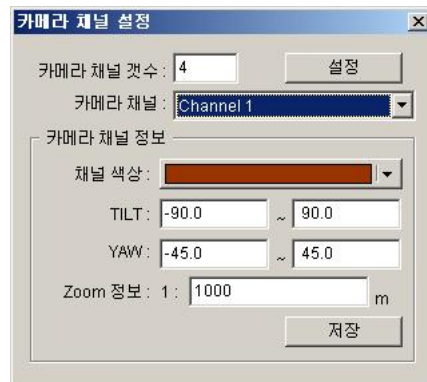 카메라 채널 설정
카메라 채널 갯수 : 4 설정
카메라 채널 : Channel 1
카메라 채널 정보
채널 색상 :
TILT : -90.0 ~ 90.0
YAW : -45.0 ~ 45.0
Zoom 정보 : 1 : 1000 m
저장